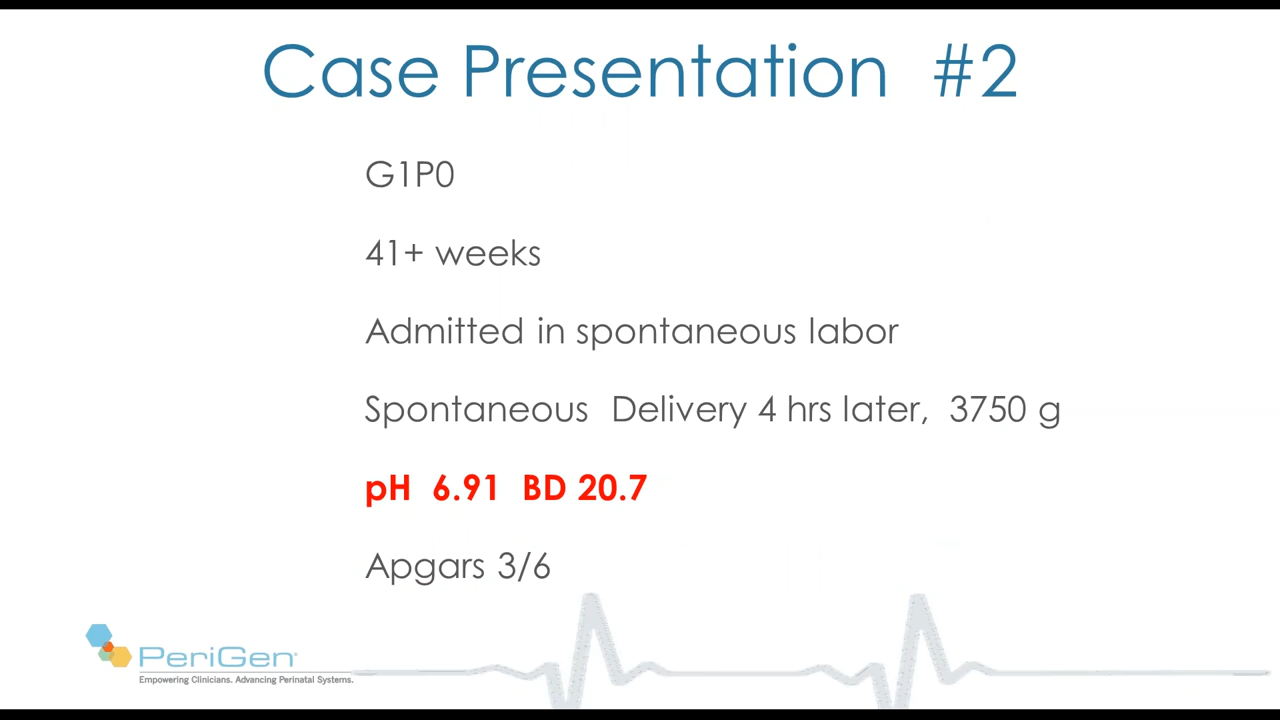 Case Presentation #2
G1P0
41+ weeks
Admitted in spontaneous labor
Spontaneous Delivery 4 hrs later, 3750 g
pH 6.91 BD 20.7
Apgars 3/6
PeriGen
Empowering Clinicians. Advancing Perinatal Systems.